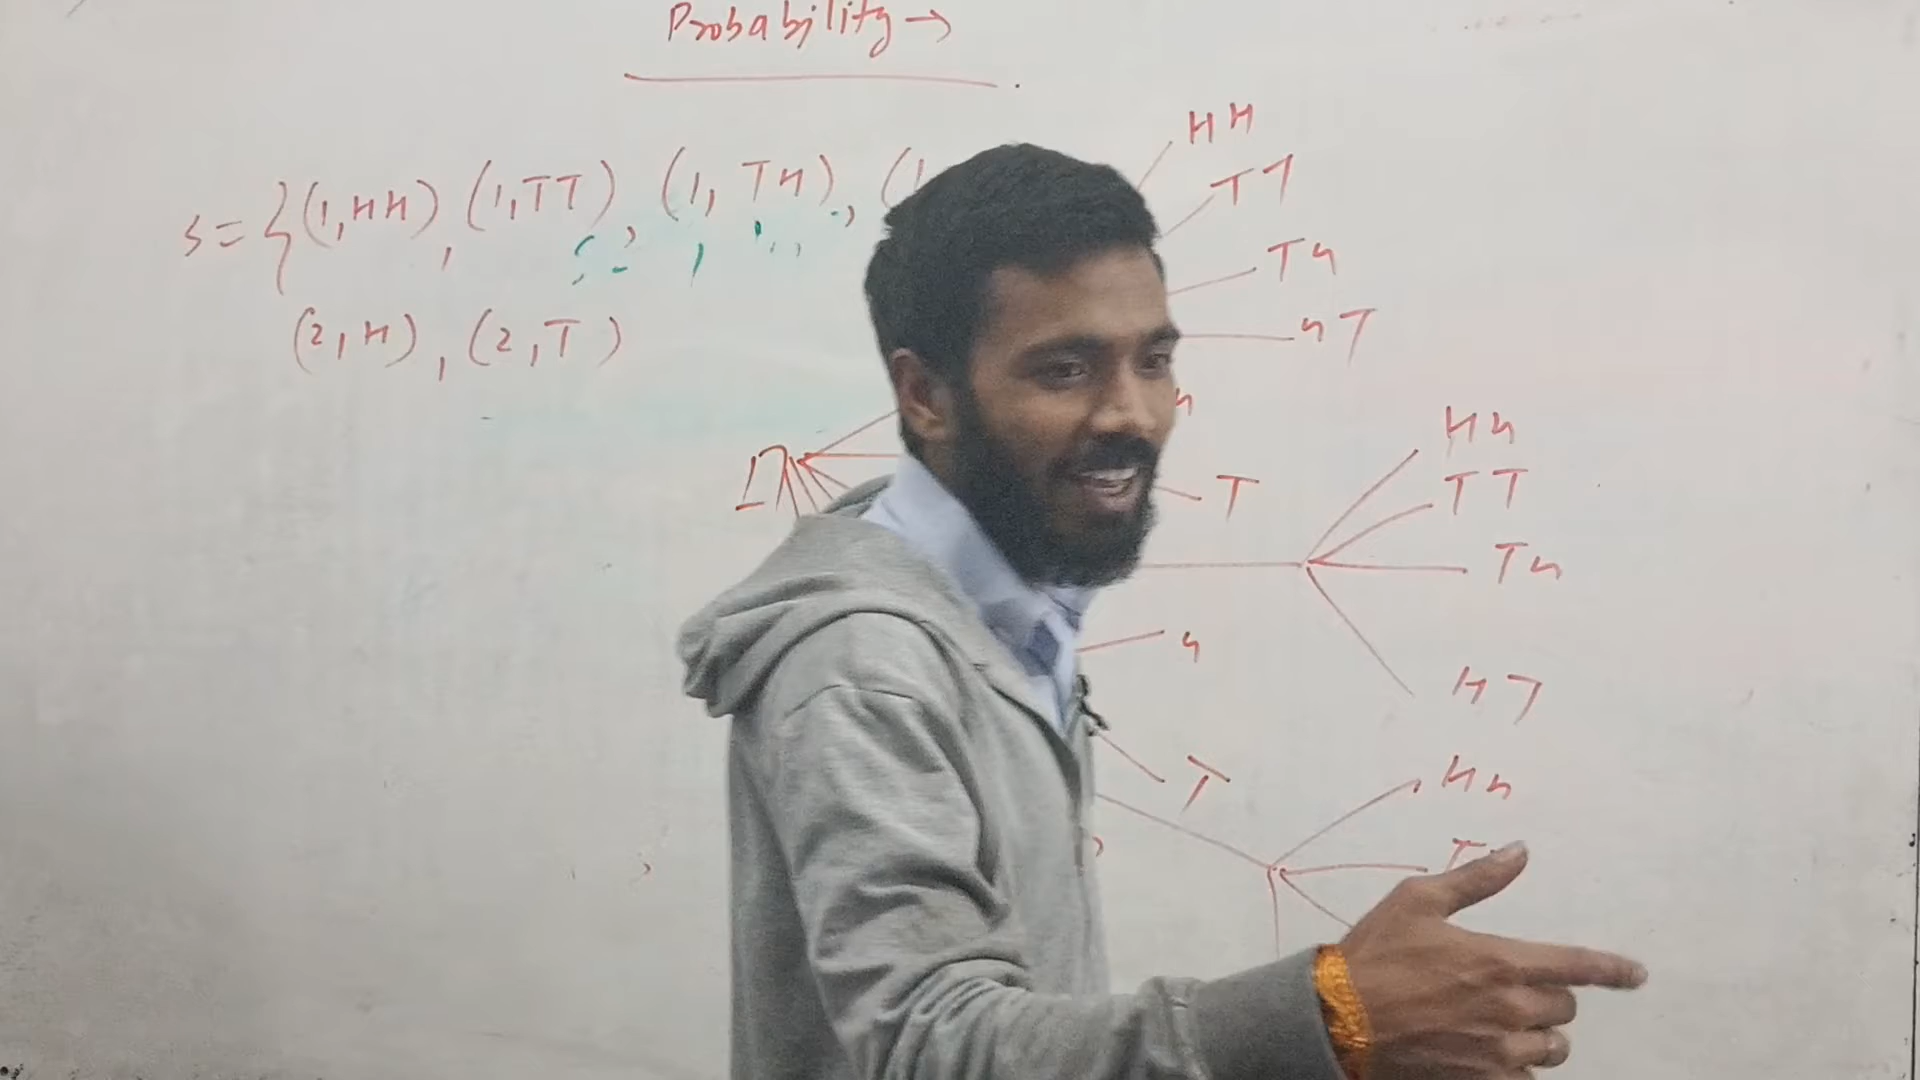 Probability →
S = { (1,HH), (1,TT), (1, TH), (1
(2,H), (2,T)
HH
TT
TH
HT
H
T
HH
TT
TH
HT
H
T
HH